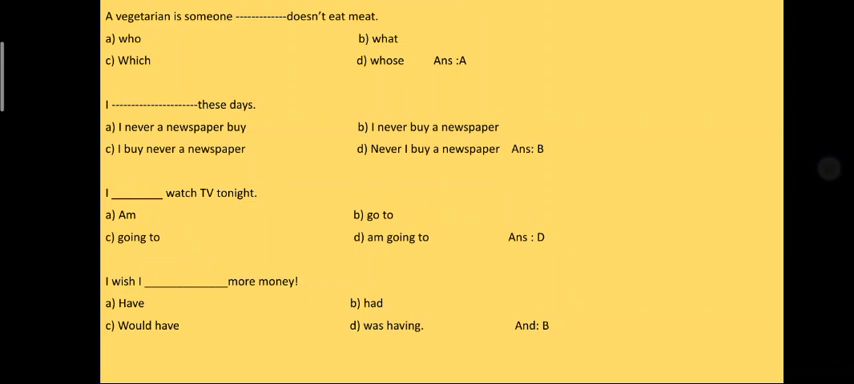 A vegetarian is someone -------------doesn’t eat meat.
a) who b) what
c) Which d) whose Ans :A
I ----------------------these days.
a) I never a newspaper buy b) I never buy a newspaper
c) I buy never a newspaper d) Never I buy a newspaper Ans: B
I ________ watch TV tonight.
a) Am b) go to
c) going to d) am going to Ans : D
I wish I _____________more money!
a) Have b) had
c) Would have d) was having. And: B